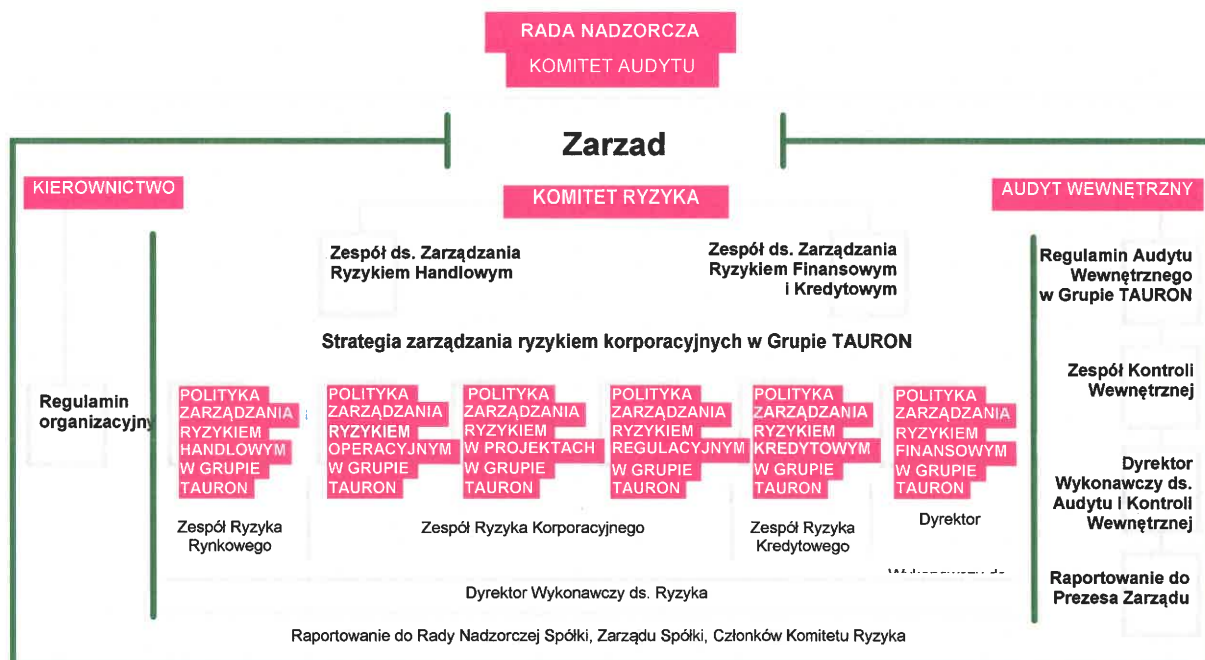 RADA NADZORCZA
KOMITET AUDYTU
Zarzad
KIEROWNICTWO
KOMITET RYZYKA
AUDYT WEWNĘTRZNY
Zespół ds. Zarządzania
Ryzykiem Handlowym
Zespół ds. Zarządzania
Ryzykiem Finansowym
i Kredytowym
Regulamin Audytu
Wewnętrznego
w Grupie TAURON
Strategia zarządzania ryzykiem korporacyjnych w Grupie TAURON
Regulamin
organizacyjny
POLITYKA
ZARZĄDZANIA
RYZYKIEM
HANDLOWYM
W GRUPIE
TAURON
POLITYKA
ZARZĄDZANIA
RYZYKIEM
OPERACYJNYM
W GRUPIE
TAURON
POLITYKA
ZARZĄDZANIA
RYZYKIEM
W PROJEKTACH
W GRUPIE
TAURON
POLITYKA
ZARZĄDZANIA
RYZYKIEM
REGULACYJNYM
W GRUPIE
TAURON
POLITYKA
ZARZĄDZANIA
RYZYKIEM
KREDYTOWYM
W GRUPIE
TAURON
POLITYKA
ZARZĄDZANIA
RYZYKIEM
FINANSOWYM
W GRUPIE
TAURON
Zespół Kontroli
Wewnętrznej
Dyrektor
Wykonawczy ds.
Audytu i Kontroli
Wewnętrznej
Raportowanie do
Prezesa Zarządu
Zespół Ryzyka
Rynkowego
Zespół Ryzyka Korporacyjnego
Zespół Ryzyka
Kredytowego
Dyrektor
Wykonawczy ds
Dyrektor Wykonawczy ds. Ryzyka
Raportowanie do Rady Nadzorczej Spółki, Zarządu Spółki, Członków Komitetu Ryzyka